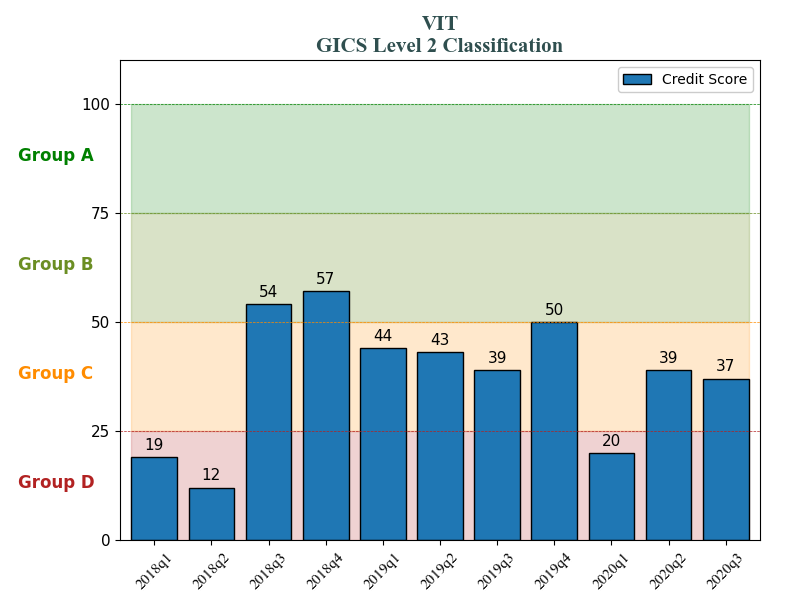 VIT
GICS Level 2 Classification
Credit Score
100
Group A
75
Group B
50
Group C
25
Group D
0
19
12
54
57
44
43
39
50
20
39
37
2018q1
2018q2
2018q3
2018q4
2019q1
2019q2
2019q3
2019q4
2020q1
2020q2
2020q3